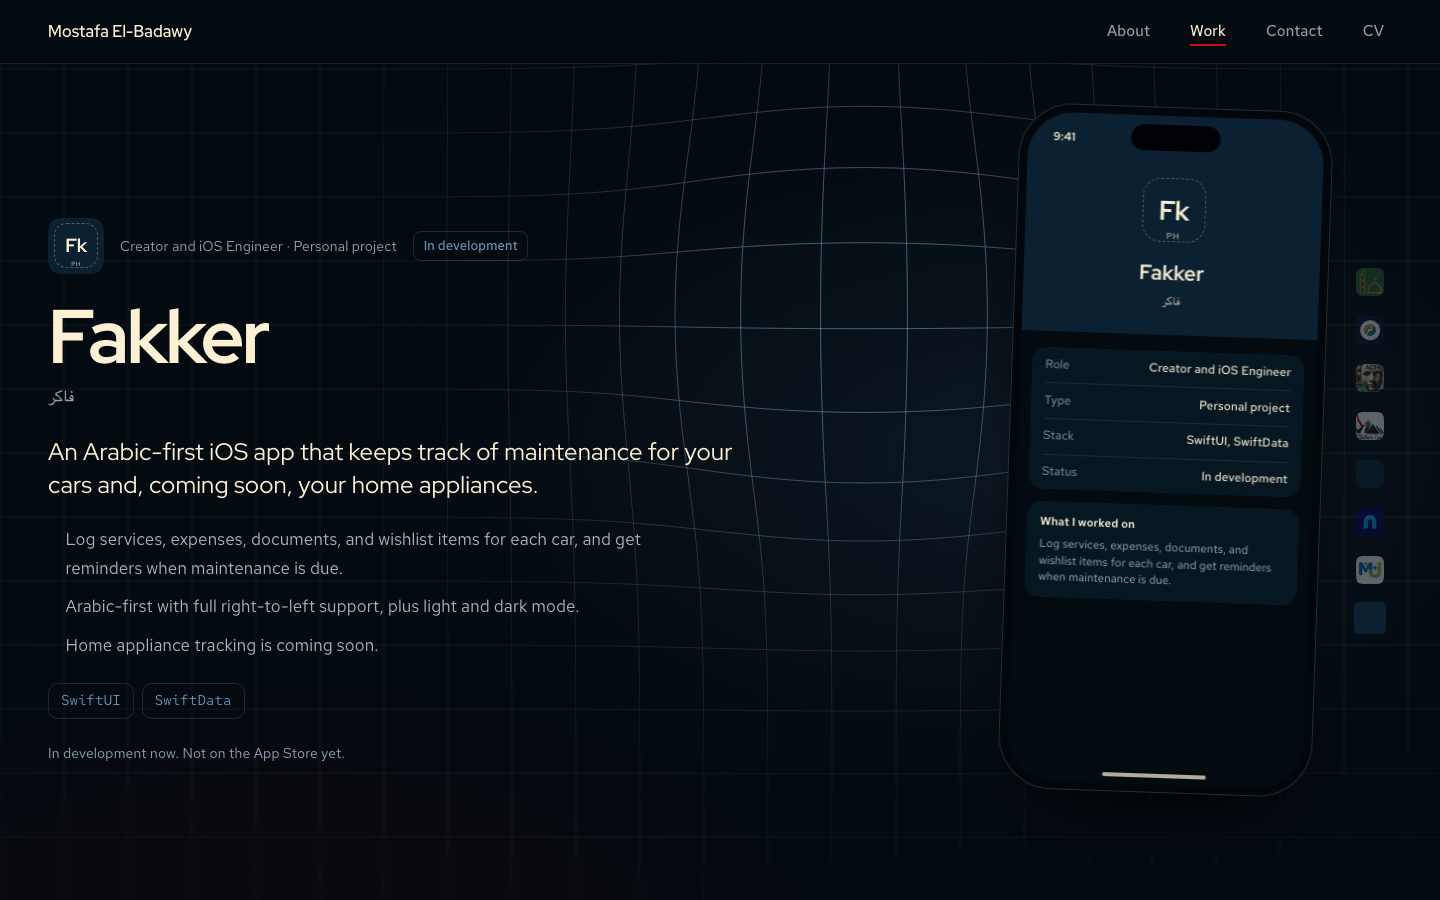 Mostafa El-Badawy
About
Work
Contact
CV
Fk
PH
Creator and iOS Engineer · Personal project
In development
Fakker
فاكر
An Arabic-first iOS app that keeps track of maintenance for your
cars and, coming soon, your home appliances.
Log services, expenses, documents, and wishlist items for each car, and get
reminders when maintenance is due.
Arabic-first with full right-to-left support, plus light and dark mode.
Home appliance tracking is coming soon.
SwiftUI
SwiftData
In development now. Not on the App Store yet.
9:41
Fk
PH
Fakker
فاكر
Role
Creator and iOS Engineer
Type
Personal project
Stack
SwiftUI, SwiftData
Status
In development
What I worked on
Log services, expenses, documents, and
wishlist items for each car, and get reminders
when maintenance is due.